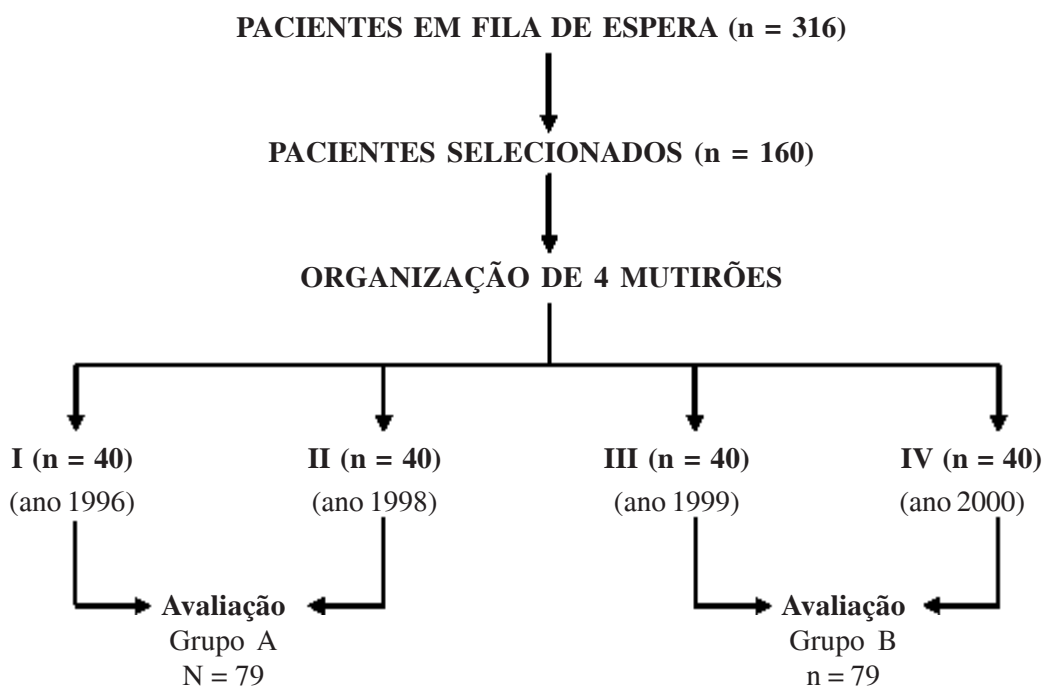 PACIENTES EM FILA DE ESPERA (n = 316)
PACIENTES SELECIONADOS (n = 160)
ORGANIZAÇÃO DE 4 MUTIRÕES
I (n = 40)
(ano 1996)
II (n = 40)
(ano 1998)
III (n = 40)
(ano 1999)
IV (n = 40)
(ano 2000)
Avaliação
Grupo A
N = 79
Avaliação
Grupo B
n = 79